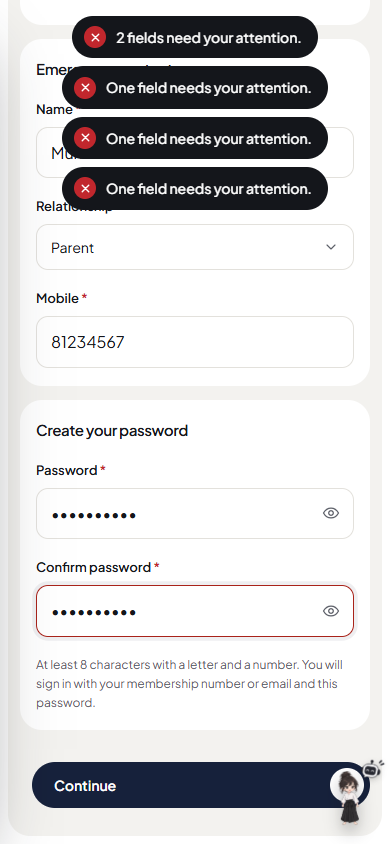 2 fields need your attention.
One field needs your attention.
Name
One field needs your attention.
One field needs your attention.
Parent
Mobile *
81234567
Create your password
Password *
Confirm password *
At least 8 characters with a letter and a number. You will
sign in with your membership number or email and this
password.
Continue